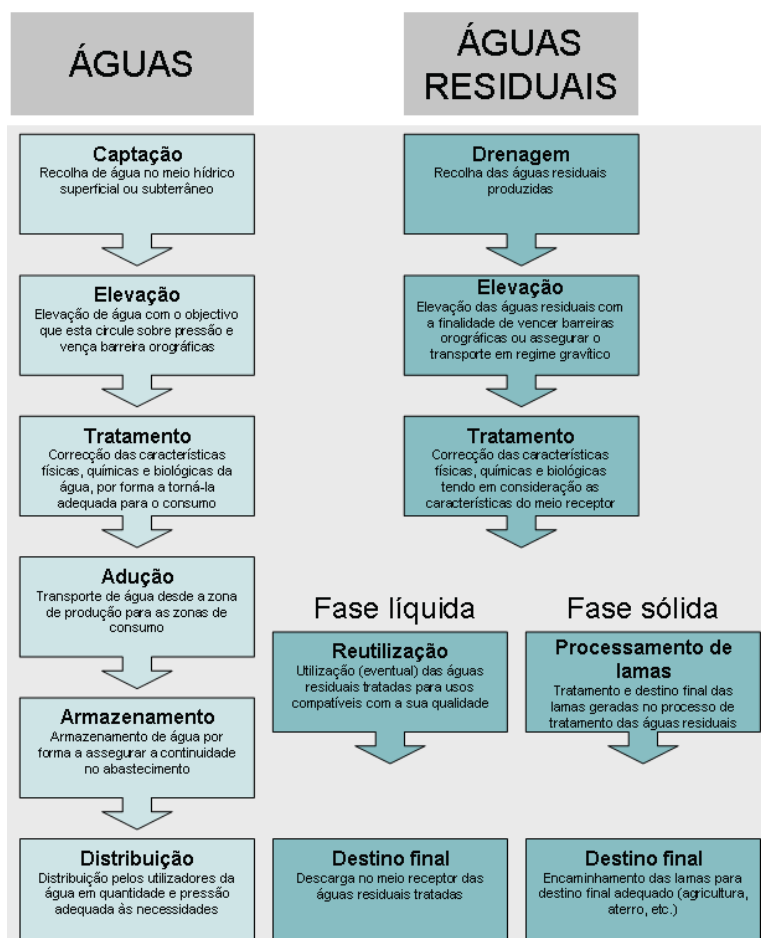 ÁGUAS
Captação
Recolha de água no meio hídrico
superficial ou subterrâneo
Elevação
Elevação de água com o objectivo
que esta circule sobre pressão e
vença barreira orográficas
Tratamento
Correcção das características
físicas, químicas e biológicas da
água, por forma a torná-la
adequada para o consumo
Adução
Transporte de água desde a zona
de produção para as zonas de
consumo
Armazenamento
Armazenamento de água por
forma a assegurar a continuidade
no abastecimento
Distribuição
Distribuição pelos utilizadores da
água em quantidade e pressão
adequada às necessidades
ÁGUAS
RESIDUAIS
Drenagem
Recolha das águas residuais
produzidas
Elevação
Elevação das águas residuais com
a finalidade de vencer barreiras
orográficas ou assegurar o
transporte em regime gravítico
Tratamento
Correcção das características
físicas, químicas e biológicas
tendo em consideração as
características do meio receptor
Fase líquida
Reutilização
Utilização (eventual) das águas
residuais tratadas para usos
compatíveis com a sua qualidade
Destino final
Descarga no meio receptor das
águas residuais tratadas
Fase sólida
Processamento de
lamas
Tratamento e destino final das
lamas geradas no processo de
tratamento das águas residuais
Destino final
Encaminhamento das lamas para
destino final adequado (agricultura,
aterro, etc.)